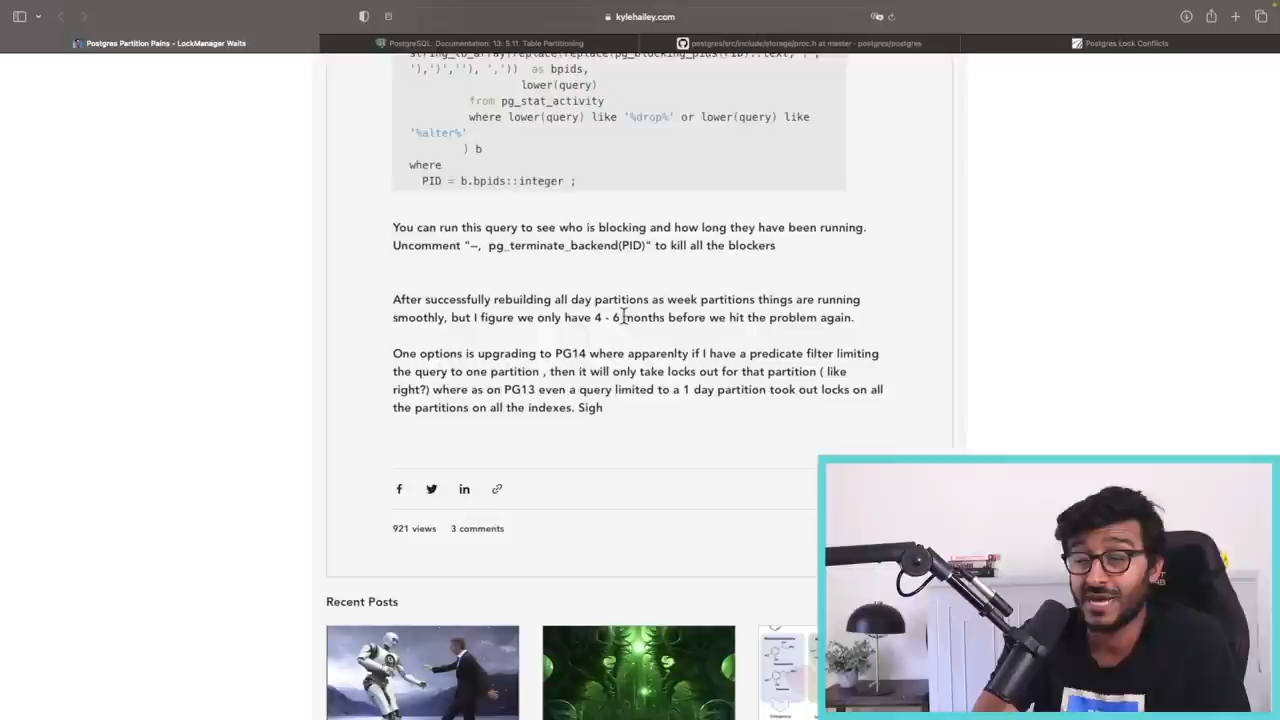 kylehailey.com
Postgres Partition Pains - LockManager Waits
PostgreSQL: Documentation: 13: 5.11. Table Partitioning
postgres/src/include/storage/proc.h at master · postgres/postgres
Postgres Lock Conflicts
string_to_array(replace(replace(pg_blocking_pids(PID)::text,'{',
'),'}',''), ',')) as bpids,
lower(query)
from pg_stat_activity
where lower(query) like '%drop%' or lower(query) like
'%alter%'
) b
where
PID = b.bpids::integer ;
You can run this query to see who is blocking and how long they have been running.
Uncomment "–, pg_terminate_backend(PID)" to kill all the blockers
After successfully rebuilding all day partitions as week partitions things are running
smoothly, but I figure we only have 4 - 6 months before we hit the problem again.
One options is upgrading to PG14 where apparenlty if I have a predicate filter limiting
the query to one partition , then it will only take locks out for that partition ( like
right?) where as on PG13 even a query limited to a 1 day partition took out locks on all
the partitions on all the indexes. Sigh
921 views
3 comments
Recent Posts